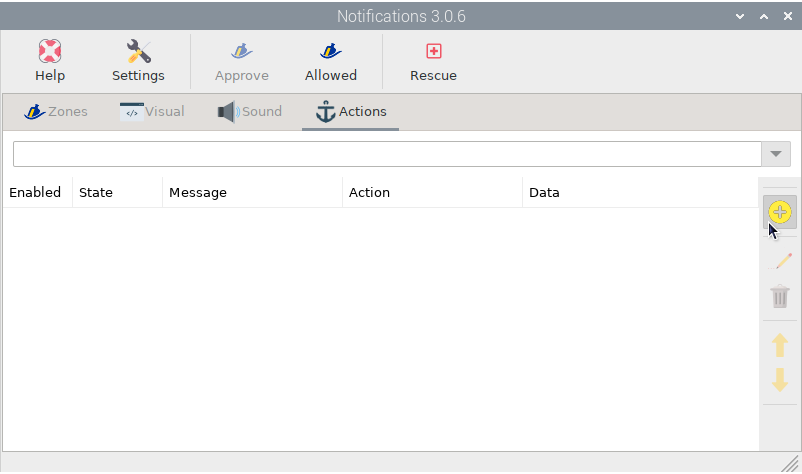 Notifications 3.0.6
Help Settings Approve Allowed Rescue
Zones </> Visual Sound Actions
Enabled State Message Action Data